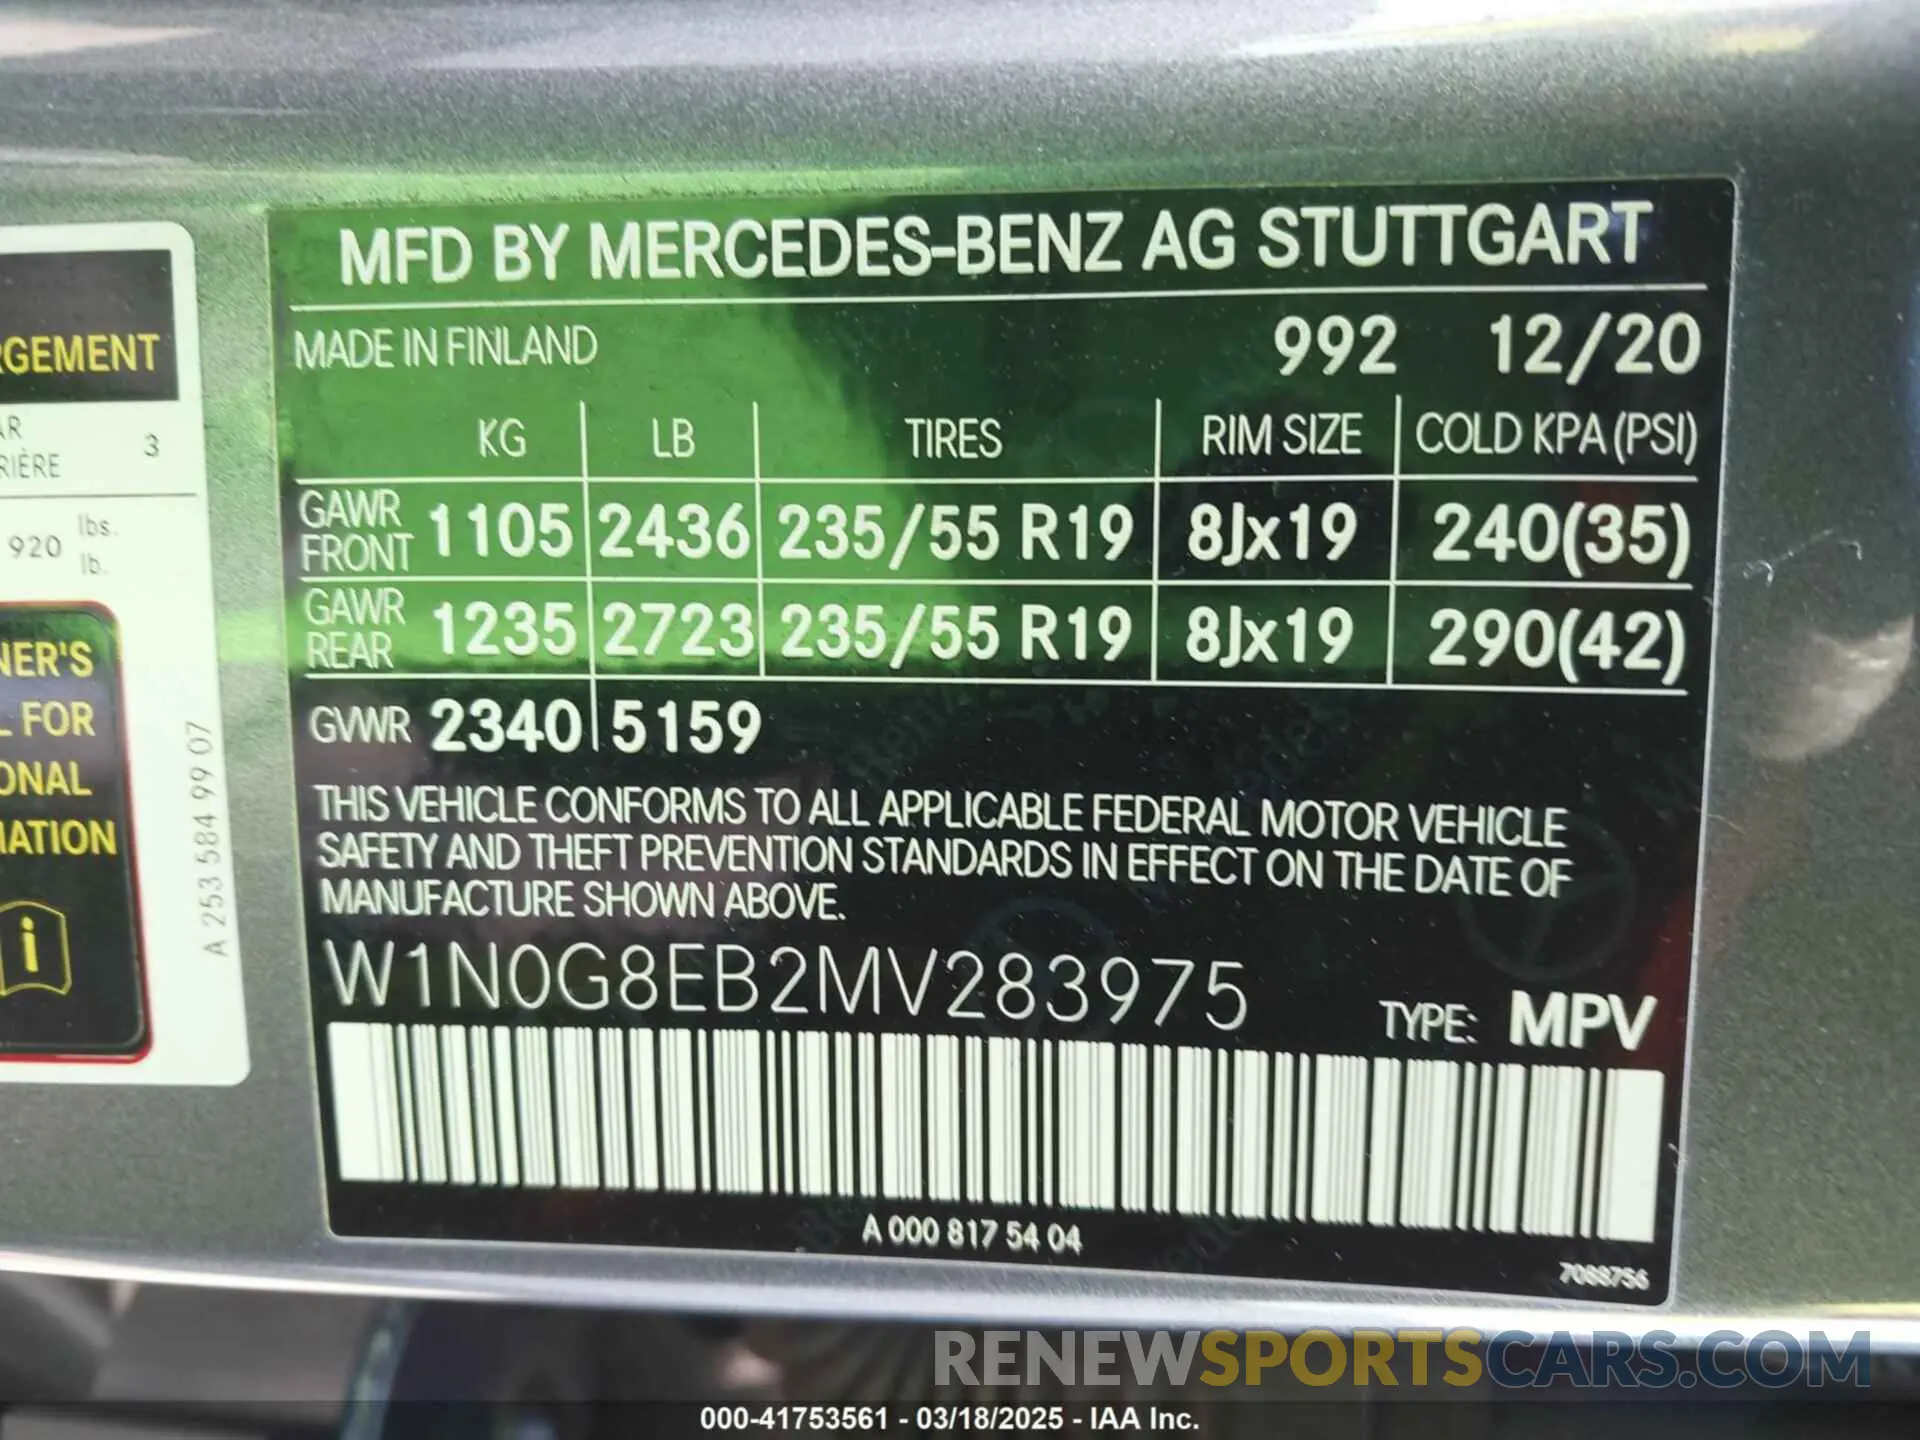 RGEMENT
AR
RIÈRE
3
920 lbs.
lb.
NER'S
L FOR
ONAL
MATION
i
A 253 584 99 07
MFD BY MERCEDES-BENZ AG STUTTGART
MADE IN FINLAND 992 12/20
KG LB TIRES RIM SIZE COLD KPA (PSI)
GAWR FRONT 1105 2436 235/55 R19 8Jx19 240(35)
GAWR REAR 1235 2723 235/55 R19 8Jx19 290(42)
GVWR 2340 5159
THIS VEHICLE CONFORMS TO ALL APPLICABLE FEDERAL MOTOR VEHICLE
SAFETY AND THEFT PREVENTION STANDARDS IN EFFECT ON THE DATE OF
MANUFACTURE SHOWN ABOVE.
W1N0G8EB2MV283975
TYPE: MPV
A 000 817 54 04
7088756
RENEWSPORTSCARS.COM
000-41753561 - 03/18/2025 - IAA Inc.